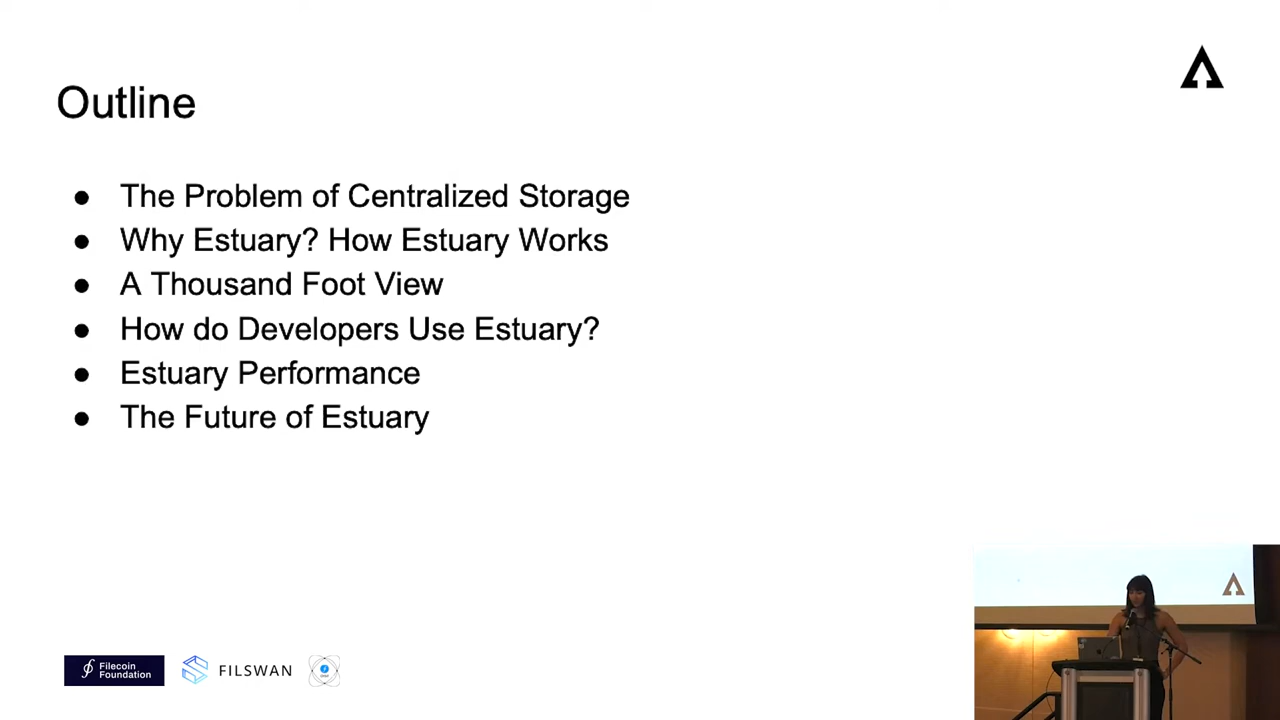 Outline
● The Problem of Centralized Storage
● Why Estuary? How Estuary Works
● A Thousand Foot View
● How do Developers Use Estuary?
● Estuary Performance
● The Future of Estuary
Filecoin
Foundation
FILSWAN